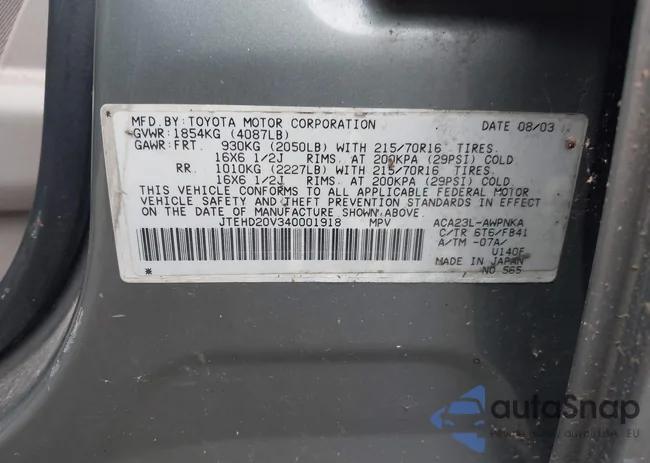 MFD.BY:TOYOTA MOTOR CORPORATION DATE 08/03
GVWR:1854KG (4087LB)
GAWR:FRT. 930KG (2050LB) WITH 215/70R16 TIRES.
16X6 1/2J RIMS. AT 200KPA (29PSI) COLD
RR. 1010KG (2227LB) WITH 215/70R16 TIRES.
16X6 1/2J RIMS. AT 200KPA (29PSI) COLD
THIS VEHICLE CONFORMS TO ALL APPLICABLE FEDERAL MOTOR
VEHICLE SAFETY AND THEFT PREVENTION STANDARDS IN EFFECT
ON THE DATE OF MANUFACTURE SHOWN ABOVE.
JTEHD20V340001918 MPV ACA23L-AWPNKA
C/TR 6T6/FB41
A/TM -07A/
U140F
MADE IN JAPAN
NO 565
autoSnap